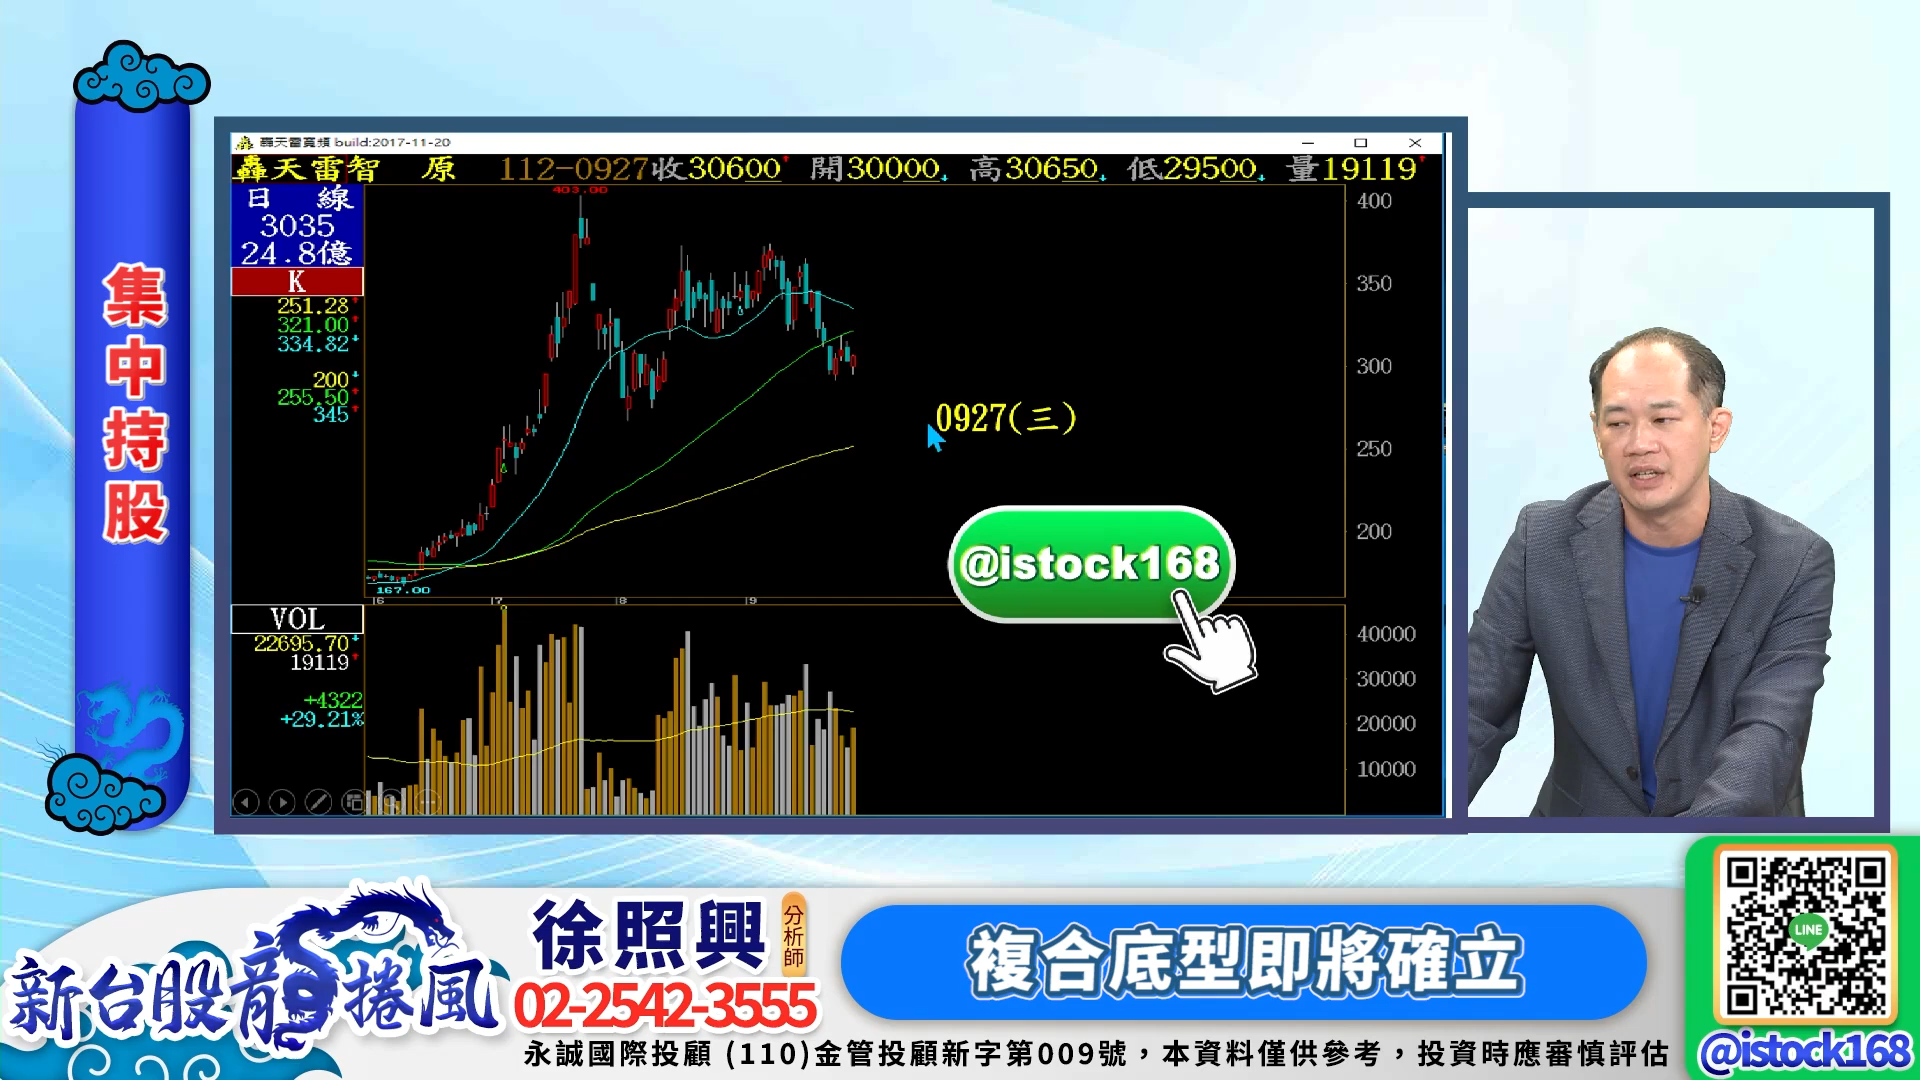 轟天雷寬頻 build:2017-11-20
轟天雷智 原 112-0927收30600 開30000 高30650 低29500 量19119
日 線
3035
24.8億
K
251.28
321.00
334.82
200
255.50
345
403.00
400
350
300
250
200
0927(三)
@istock168
167.00
6 7 8 9
VOL
22695.70
19119
+4322
+29.21%
40000
30000
20000
10000
集中持股
新台股龍捲風
徐照興
分析師
02-2542-3555
複合底型即將確立
LINE
@istock168
永誠國際投顧 (110)金管投顧新字第009號，本資料僅供參考，投資時應審慎評估